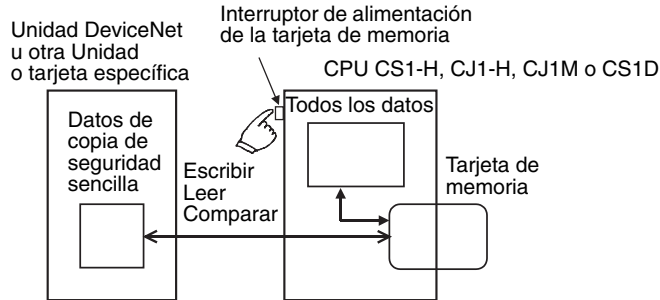 Unidad DeviceNet
u otra Unidad
o tarjeta específica
Interruptor de alimentación
de la tarjeta de memoria
CPU CS1-H, CJ1-H, CJ1M o CS1D
Datos de
copia de
seguridad
sencilla
Escribir
Leer
Comparar
Todos los datos
Tarjeta de
memoria